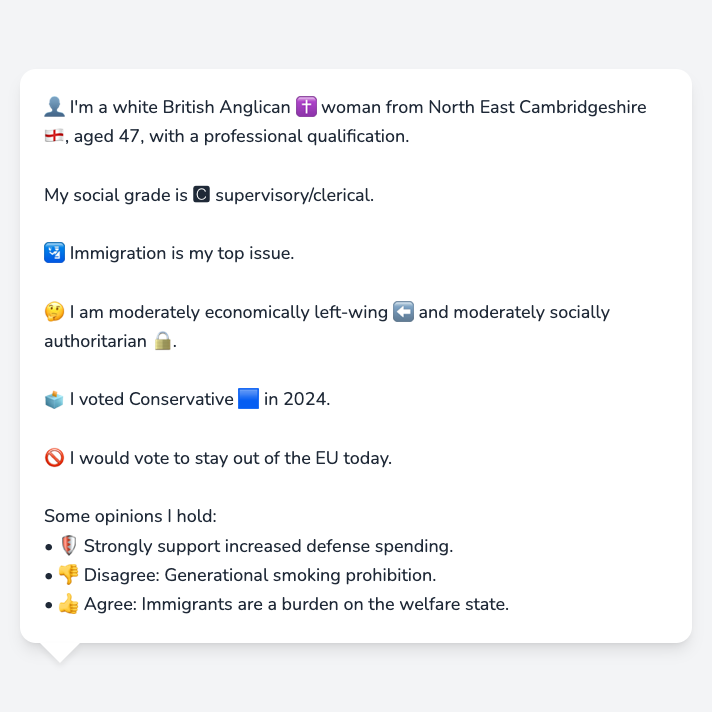 👤 I'm a white British Anglican ✝️ woman from North East Cambridgeshire
🏴󠁧󠁢󠁥󠁮󠁧󠁿, aged 47, with a professional qualification.
My social grade is 🅲 supervisory/clerical.
🛂 Immigration is my top issue.
🤔 I am moderately economically left-wing ⬅️ and moderately socially
authoritarian 🔒.
🗳️ I voted Conservative 🟦 in 2024.
🚫 I would vote to stay out of the EU today.
Some opinions I hold:
• 🛡️ Strongly support increased defense spending.
• 👎 Disagree: Generational smoking prohibition.
• 👍 Agree: Immigrants are a burden on the welfare state.